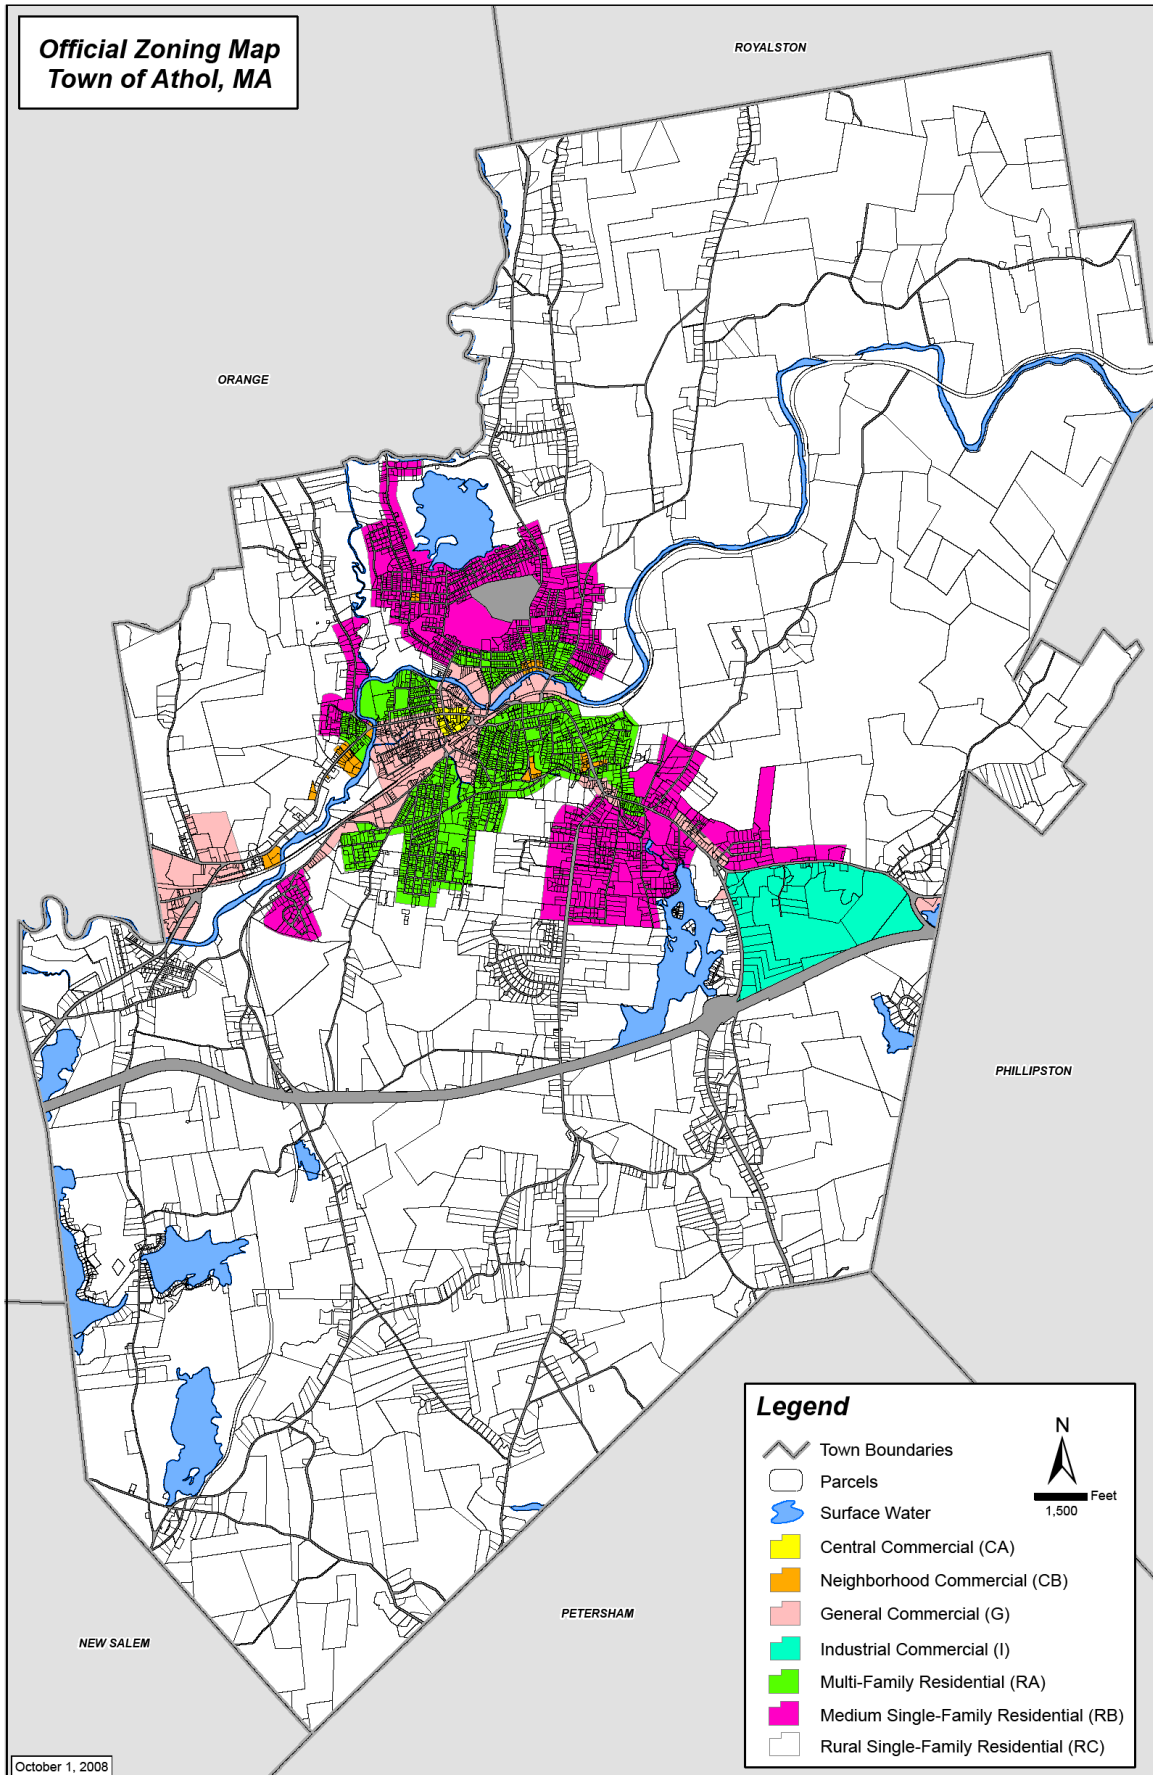 Official Zoning Map
Town of Athol, MA
ROYALSTON
ORANGE
PHILLIPSTON
Legend
Town Boundaries
Parcels
Surface Water
Central Commercial (CA)
Neighborhood Commercial (CB)
General Commercial (G)
Industrial Commercial (I)
Multi-Family Residential (RA)
Medium Single-Family Residential (RB)
Rural Single-Family Residential (RC)
N
Feet
1,500
PETERSHAM
NEW SALEM
October 1, 2008